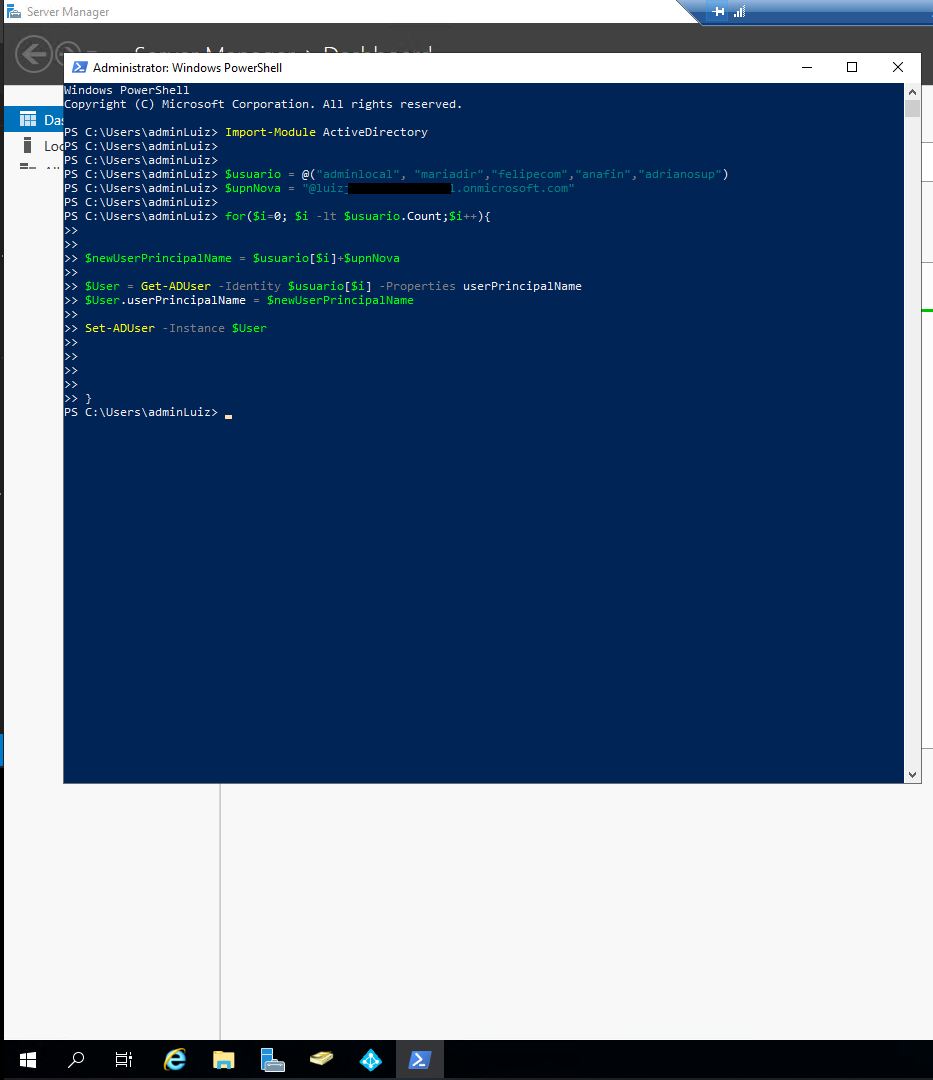 Server Manager
Server Manager Dashboard
Administrator: Windows PowerShell
Windows PowerShell
Copyright (C) Microsoft Corporation. All rights reserved.
Das
PS C:\Users\adminLuiz> Import-Module ActiveDirectory
Loc
PS C:\Users\adminLuiz>
PS C:\Users\adminLuiz>
PS C:\Users\adminLuiz> $usuario = @("adminlocal", "mariadir","felipecom","anafin","adrianosup")
PS C:\Users\adminLuiz> $upnNova = "@luiz l.onmicrosoft.com"
PS C:\Users\adminLuiz>
PS C:\Users\adminLuiz> for($i=0; $i -lt $usuario.Count;$i++){
>>
>>
>> $newUserPrincipalName = $usuario[$i]+$upnNova
>>
>> $User = Get-ADUser -Identity $usuario[$i] -Properties userPrincipalName
>> $User.userPrincipalName = $newUserPrincipalName
>>
>> Set-ADUser -Instance $User
>>
>>
>>
>>
>> }
PS C:\Users\adminLuiz>